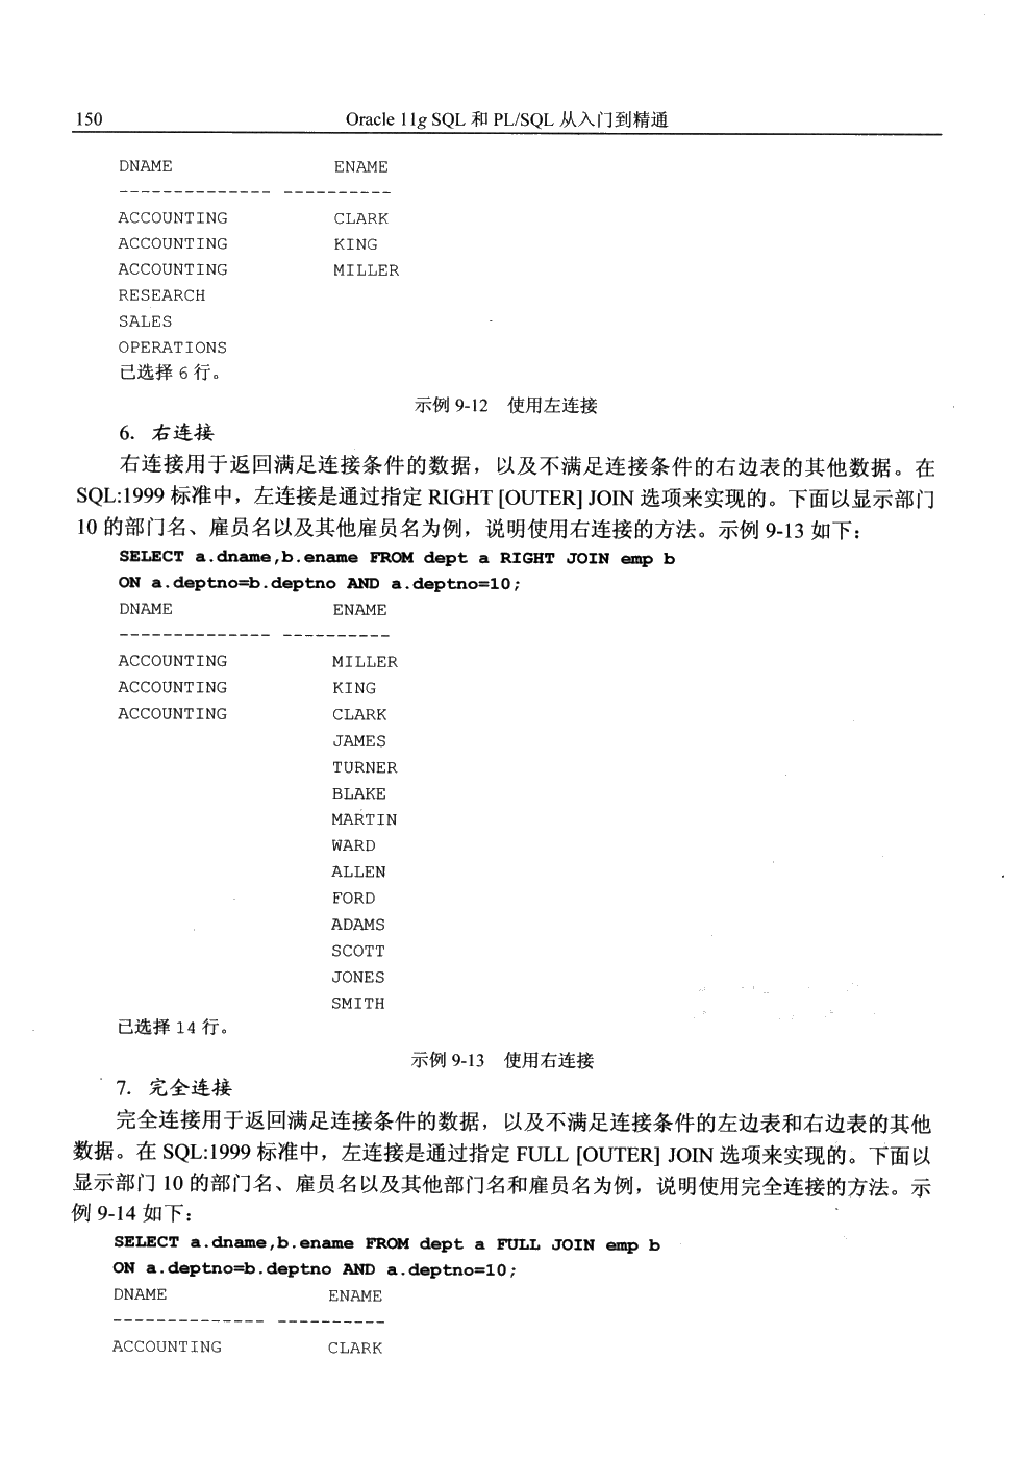 150 Oracle 11g SQL 和 PL/SQL 从入门到精通
DNAME ENAME
-------------- ----------
ACCOUNTING CLARK
ACCOUNTING KING
ACCOUNTING MILLER
RESEARCH
SALES
OPERATIONS
已选择 6 行。
示例 9-12 使用左连接
6. 右连接
右连接用于返回满足连接条件的数据，以及不满足连接条件的右边表的其他数据。在
SQL:1999 标准中，左连接是通过指定 RIGHT [OUTER] JOIN 选项来实现的。下面以显示部门
10 的部门名、雇员名以及其他雇员名为例，说明使用右连接的方法。示例 9-13 如下：
SELECT a.dname,b.ename FROM dept a RIGHT JOIN emp b
ON a.deptno=b.deptno AND a.deptno=10;
DNAME ENAME
-------------- ----------
ACCOUNTING MILLER
ACCOUNTING KING
ACCOUNTING CLARK
JAMES
TURNER
BLAKE
MARTIN
WARD
ALLEN
FORD
ADAMS
SCOTT
JONES
SMITH
已选择 14 行。
示例 9-13 使用右连接
7. 完全连接
完全连接用于返回满足连接条件的数据，以及不满足连接条件的左边表和右边表的其他
数据。在 SQL:1999 标准中，左连接是通过指定 FULL [OUTER] JOIN 选项来实现的。下面以
显示部门 10 的部门名、雇员名以及其他部门名和雇员名为例，说明使用完全连接的方法。示
例 9-14 如下：
SELECT a.dname,b.ename FROM dept a FULL JOIN emp b
ON a.deptno=b.deptno AND a.deptno=10;
DNAME ENAME
-------------- ----------
ACCOUNTING CLARK